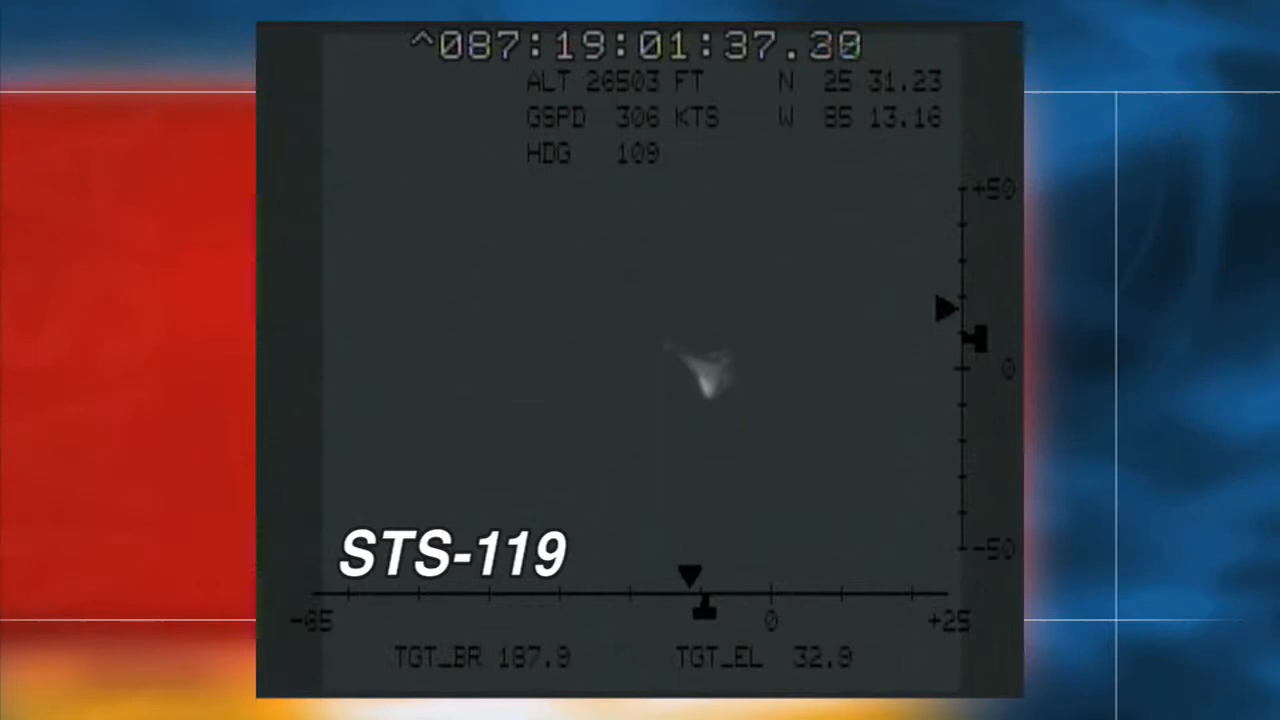 ^087:19:01:37.30
ALT 26503 FT N 25 31.23
GSPD 306 KTS W 85 13.16
HDG 109
+50
0
-50
STS-119
-85 0 +25
TGT_BR 187.9 TGT_EL 32.9